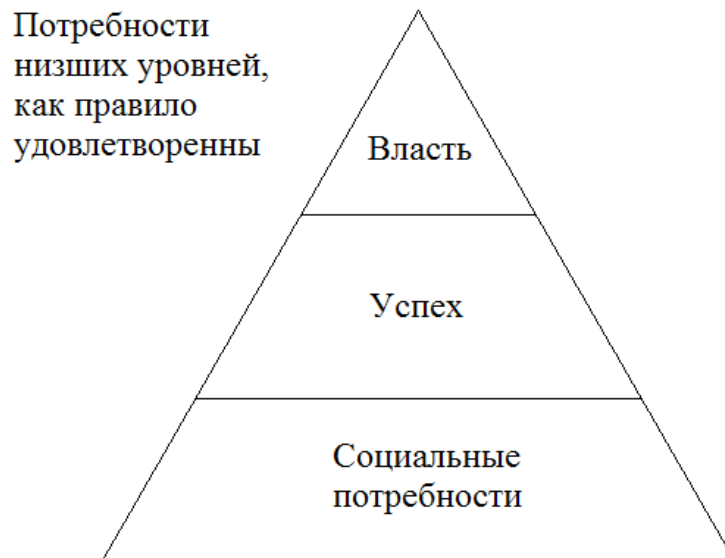 Потребности
низших уровней,
как правило
удовлетворенны
Власть
Успех
Социальные
потребности